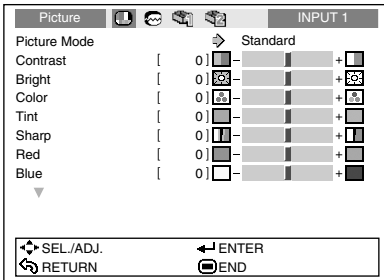 Picture INPUT 1
Picture Mode Standard
Contrast [ 0 ] – +
Bright [ 0 ] – +
Color [ 0 ] – +
Tint [ 0 ] – +
Sharp [ 0 ] – +
Red [ 0 ] – +
Blue [ 0 ] – +
SEL./ADJ. ENTER
RETURN END